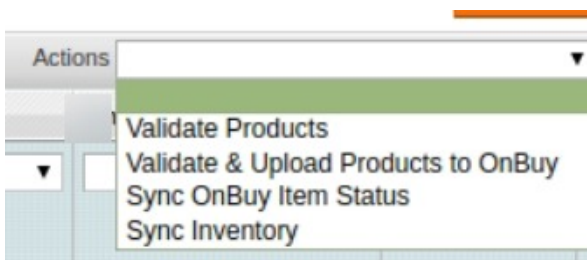 Actions
Validate Products
Validate & Upload Products to OnBuy
Sync OnBuy Item Status
Sync Inventory